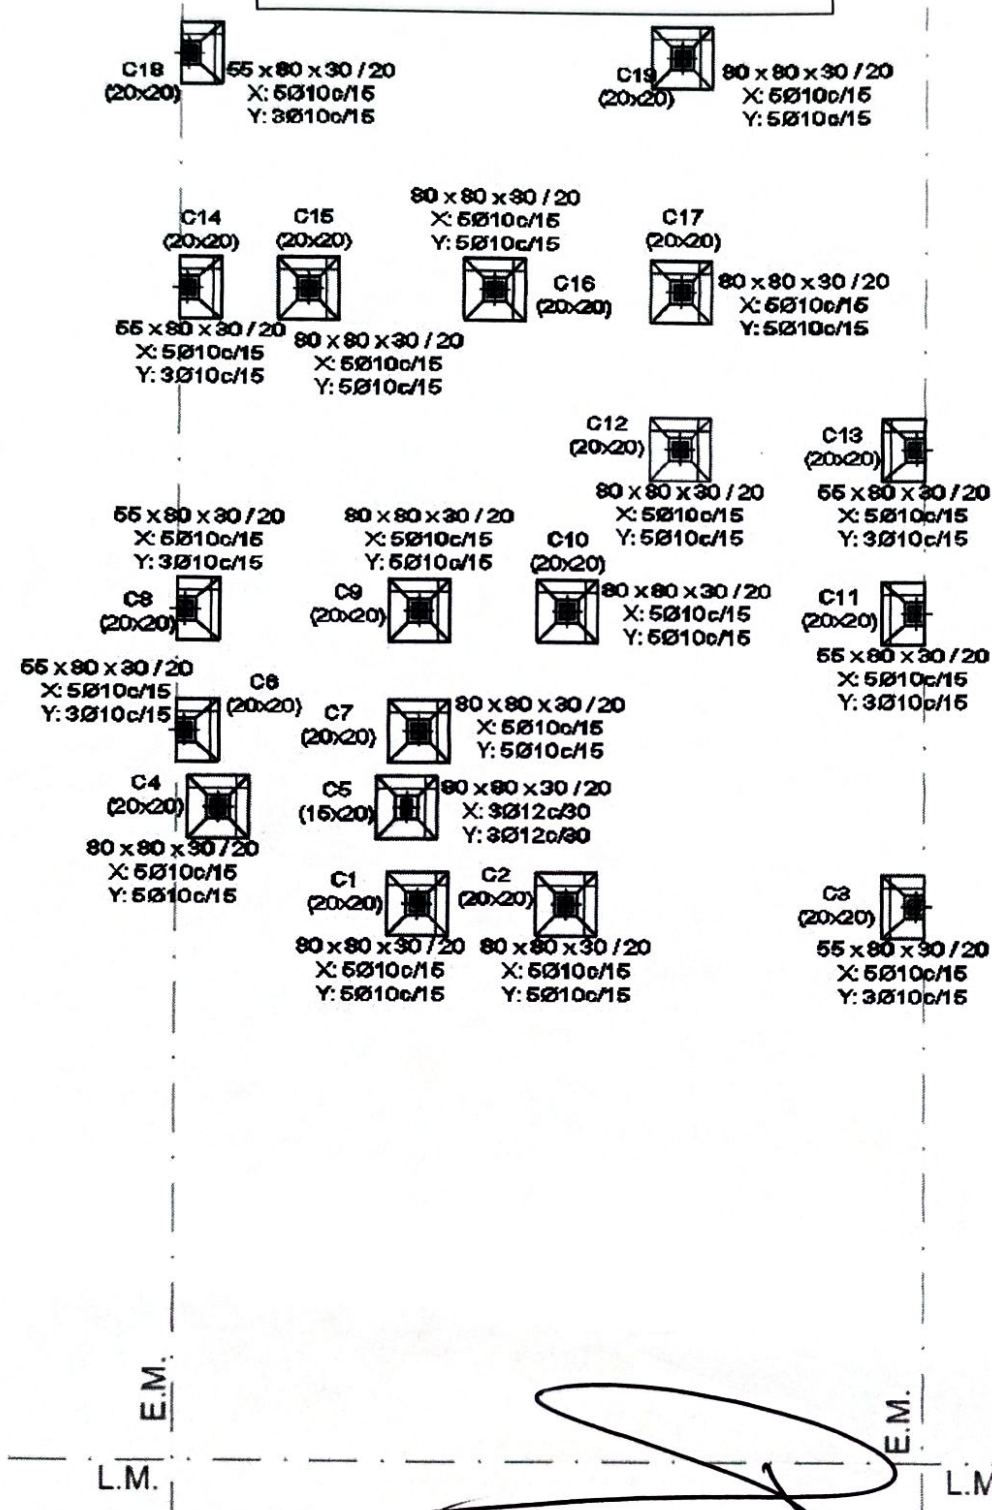 C18
(20x20)
55 x 80 x 30 / 20
X: 5Ø10c/15
Y: 3Ø10c/15
C19
(20x20)
80 x 80 x 30 / 20
X: 5Ø10c/15
Y: 5Ø10c/15
C14
(20x20)
55 x 80 x 30 / 20
X: 5Ø10c/15
Y: 3Ø10c/15
C15
(20x20)
80 x 80 x 30 / 20
X: 5Ø10c/15
Y: 5Ø10c/15
80 x 80 x 30 / 20
X: 5Ø10c/15
Y: 5Ø10c/15
C16
(20x20)
C17
(20x20)
80 x 80 x 30 / 20
X: 5Ø10c/15
Y: 5Ø10c/15
C12
(20x20)
80 x 80 x 30 / 20
X: 5Ø10c/15
Y: 5Ø10c/15
C13
(20x20)
55 x 80 x 30 / 20
X: 5Ø10c/15
Y: 3Ø10c/15
55 x 80 x 30 / 20
X: 5Ø10c/15
Y: 3Ø10c/15
C8
(20x20)
80 x 80 x 30 / 20
X: 5Ø10c/15
Y: 5Ø10c/15
C9
(20x20)
C10
(20x20)
80 x 80 x 30 / 20
X: 5Ø10c/15
Y: 5Ø10c/15
C11
(20x20)
55 x 80 x 30 / 20
X: 5Ø10c/15
Y: 3Ø10c/15
55 x 80 x 30 / 20
X: 5Ø10c/15
Y: 3Ø10c/15
C6
(20x20)
C7
(20x20)
80 x 80 x 30 / 20
X: 5Ø10c/15
Y: 5Ø10c/15
C4
(20x20)
80 x 80 x 30 / 20
X: 5Ø10c/15
Y: 5Ø10c/15
C5
(15x20)
80 x 80 x 30 / 20
X: 3Ø12c/30
Y: 3Ø12c/30
C1
(20x20)
80 x 80 x 30 / 20
X: 5Ø10c/15
Y: 5Ø10c/15
C2
(20x20)
80 x 80 x 30 / 20
X: 5Ø10c/15
Y: 5Ø10c/15
C3
(20x20)
55 x 80 x 30 / 20
X: 5Ø10c/15
Y: 3Ø10c/15
E.M.
E.M.
L.M.
L.M